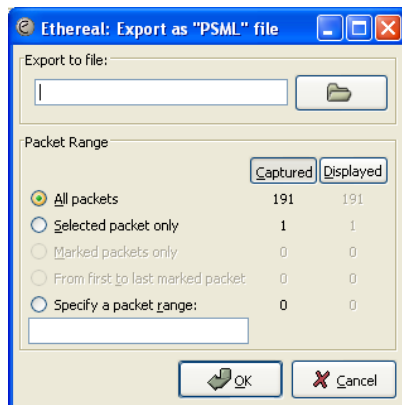 Ethereal: Export as "PSML" file
Export to file:
Packet Range
Captured Displayed
All packets 191 191
Selected packet only 1 1
Marked packets only 0 0
From first to last marked packet 0 0
Specify a packet range: 0 0
OK Cancel